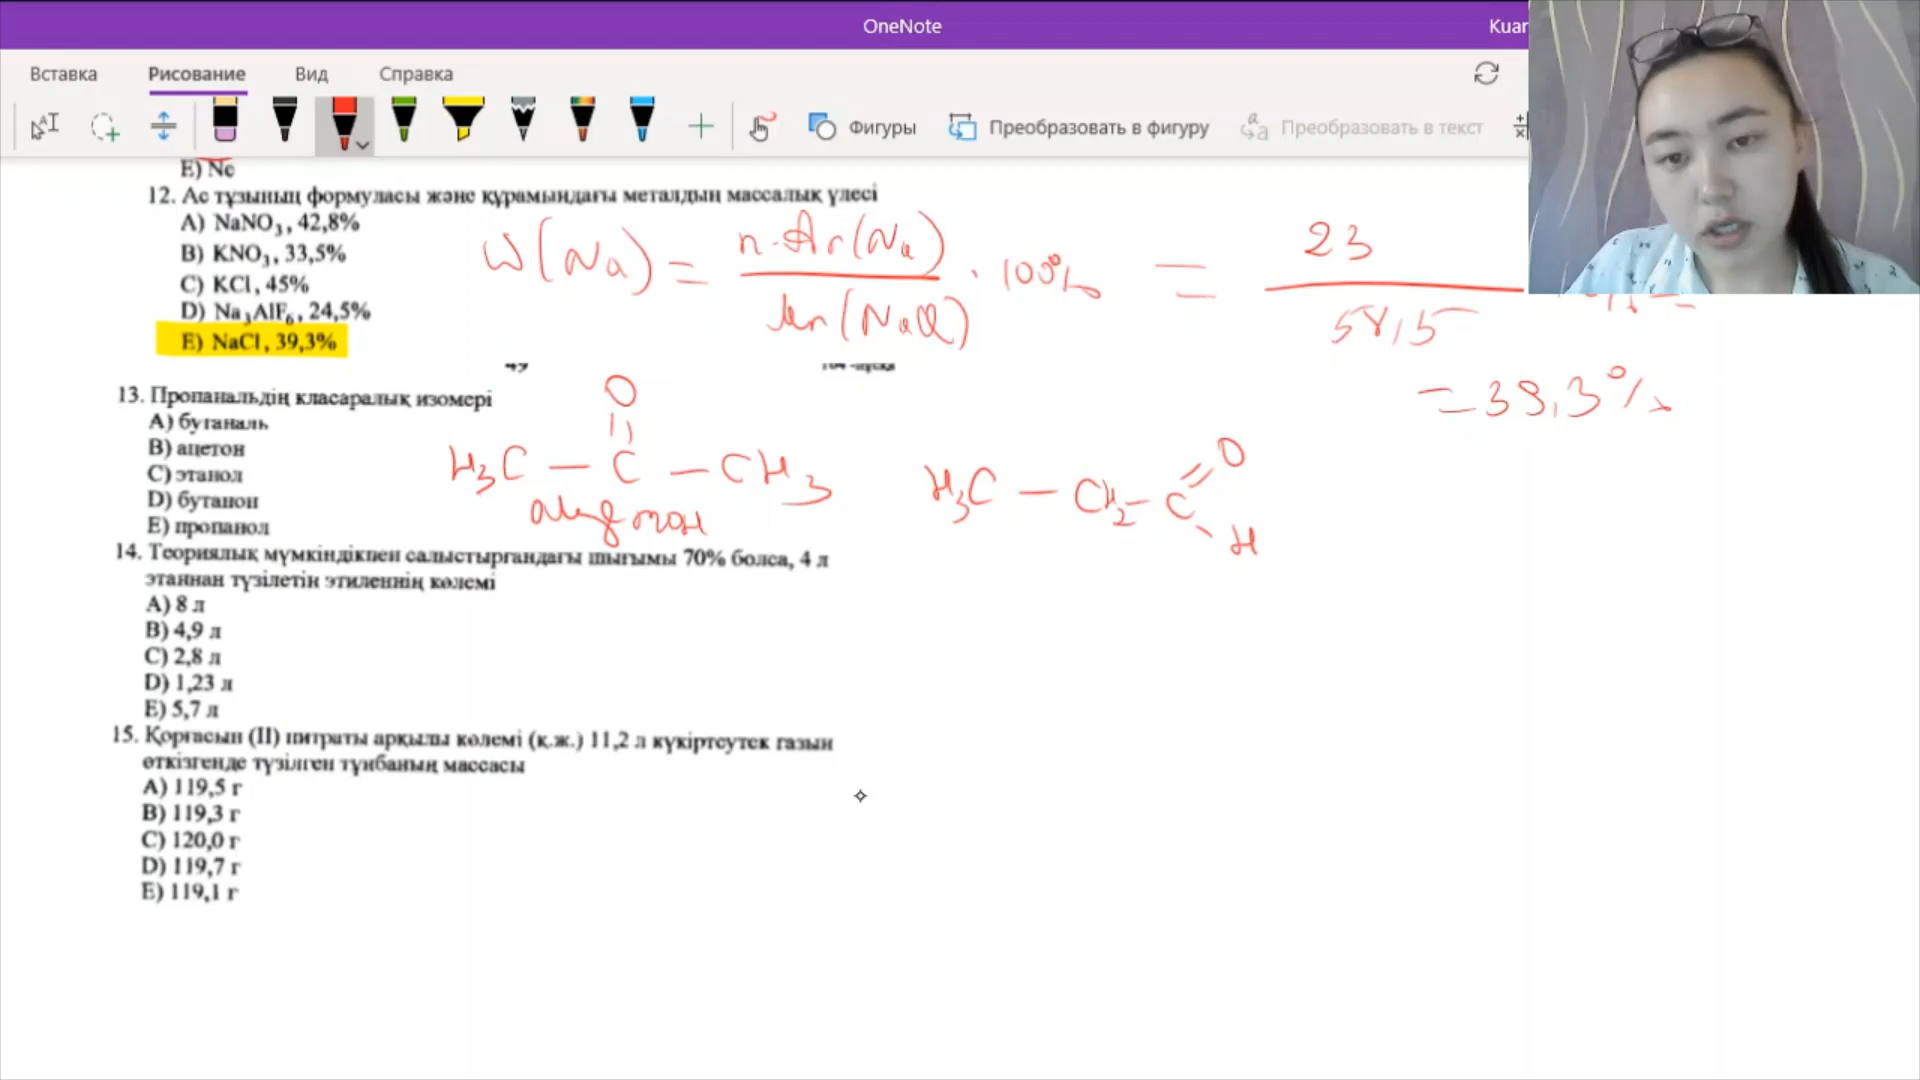 OneNote
Kuar
Вставка Рисование Вид Справка
Фигуры Преобразовать в фигуру Преобразовать в текст
E) Ne
12. Ас тұзының формуласы және құрамындағы металдың массалық үлесі
A) NaNO₃, 42,8%
B) KNO₃, 33,5%
C) KCl, 45%
D) Na₃AlF₆, 24,5%
E) NaCl, 39,3%
W(Na) = n·Ar(Na) / Mr(NaCl) · 100% = 23 / 58,5
= 39,3%
13. Пропанальдің класаралық изомері
A) бутаналь
B) ацетон
C) этанол
D) бутанон
E) пропанол
O
H₃C — C — CH₃
H₃C — CH₂ — C
O
H
14. Теориялық мүмкіндікпен салыстырғандағы шығымы 70% болса, 4 л
этаннан түзілетін этиленнің көлемі
A) 8 л
B) 4,9 л
C) 2,8 л
D) 1,23 л
E) 5,7 л
15. Қорғасын (II) нитраты арқылы көлемі (қ.ж.) 11,2 л күкіртсутек газын
өткізгенде түзілген тұнбаның массасы
A) 119,5 г
B) 119,3 г
C) 120,0 г
D) 119,7 г
E) 119,1 г